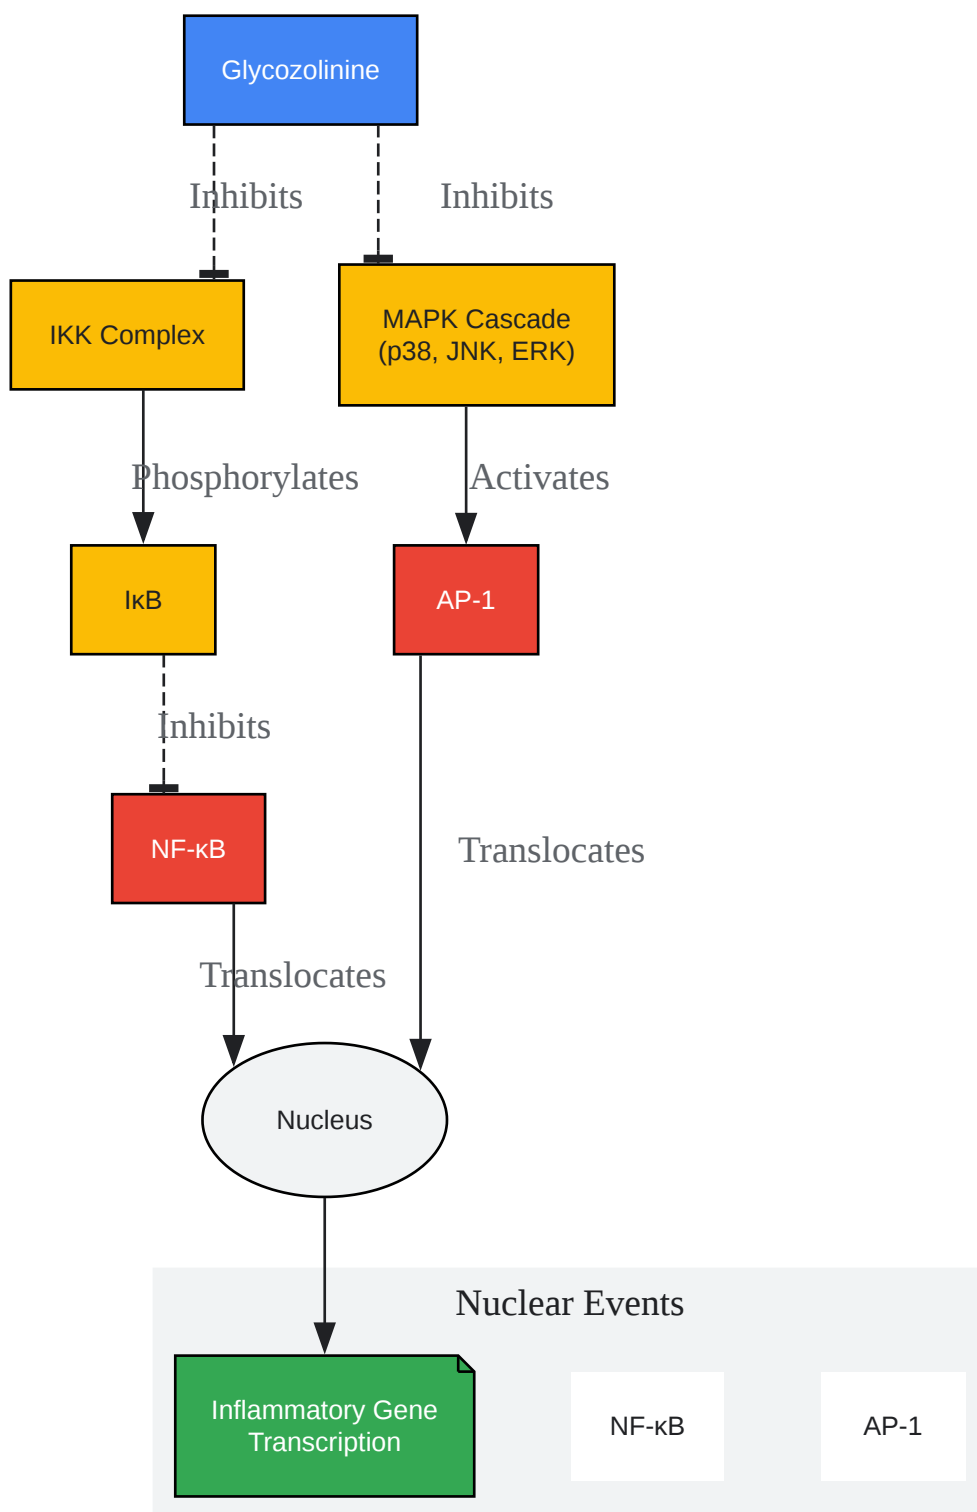 Glycozolinine
Inhibits
Inhibits
IKK Complex
MAPK Cascade
(p38, JNK, ERK)
Phosphorylates
Activates
IκB
AP-1
Inhibits
NF-κB
Translocates
Translocates
Nucleus
Nuclear Events
Inflammatory Gene
Transcription
NF-κB
AP-1